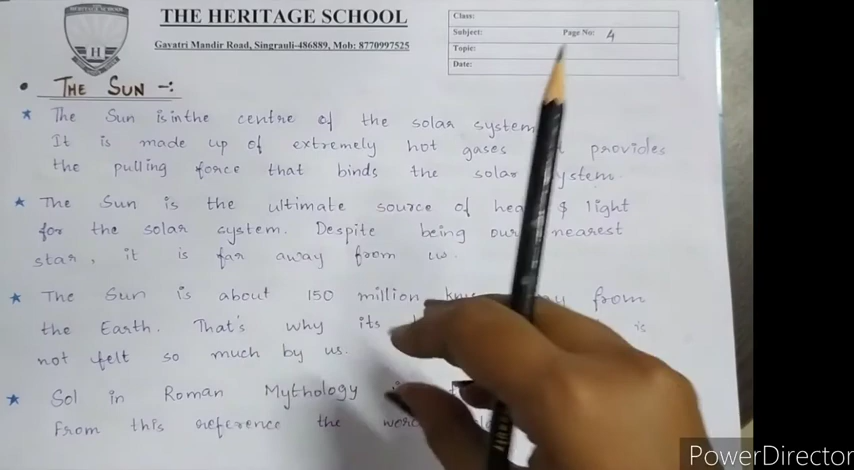 THE HERITAGE SCHOOL
Gayatri Mandir Road, Singrauli-486889, Mob: 8770997525
Class:
Subject: Page No: 4
Topic:
Date:
THE HERITAGE SCHOOL
H
• THE SUN -:
★ The Sun is in the centre of the solar system
It is made up of extremely hot gases provides
the pulling force that binds the solar system.
★ The Sun is the ultimate source of heat & light
for the solar system. Despite being our nearest
star, it is far away from us.
★ The Sun is about 150 million from
the Earth. That's why its is
not felt so much by us.
★ Sol in Roman Mythology
From this reference the
PowerDirector